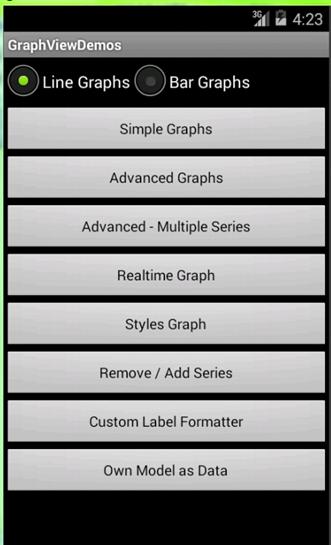 3G 4:23
GraphViewDemos
Line Graphs Bar Graphs
Simple Graphs
Advanced Graphs
Advanced - Multiple Series
Realtime Graph
Styles Graph
Remove / Add Series
Custom Label Formatter
Own Model as Data